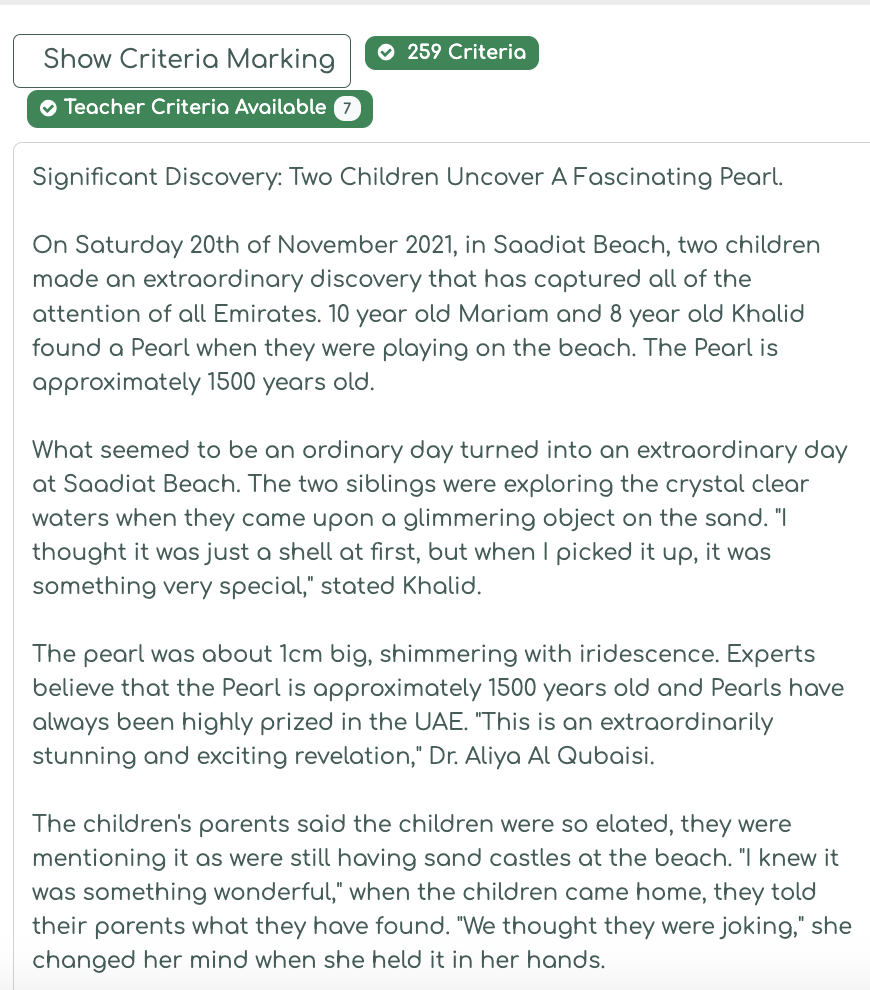 Show Criteria Marking
259 Criteria
Teacher Criteria Available 7
Significant Discovery: Two Children Uncover A Fascinating Pearl.
On Saturday 20th of November 2021, in Saadiat Beach, two children
made an extraordinary discovery that has captured all of the
attention of all Emirates. 10 year old Mariam and 8 year old Khalid
found a Pearl when they were playing on the beach. The Pearl is
approximately 1500 years old.
What seemed to be an ordinary day turned into an extraordinary day
at Saadiat Beach. The two siblings were exploring the crystal clear
waters when they came upon a glimmering object on the sand. "I
thought it was just a shell at first, but when I picked it up, it was
something very special," stated Khalid.
The pearl was about 1cm big, shimmering with iridescence. Experts
believe that the Pearl is approximately 1500 years old and Pearls have
always been highly prized in the UAE. "This is an extraordinarily
stunning and exciting revelation," Dr. Aliya Al Qubaisi.
The children's parents said the children were so elated, they were
mentioning it as were still having sand castles at the beach. "I knew it
was something wonderful," when the children came home, they told
their parents what they have found. "We thought they were joking," she
changed her mind when she held it in her hands.